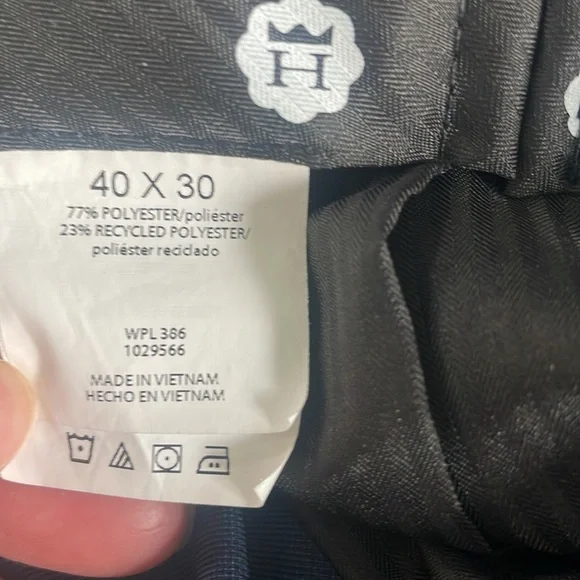 H
40 X 30
77% POLYESTER/poliéster
23% RECYCLED POLYESTER/
poliéster reciclado
WPL 386
1029566
MADE IN VIETNAM
HECHO EN VIETNAM